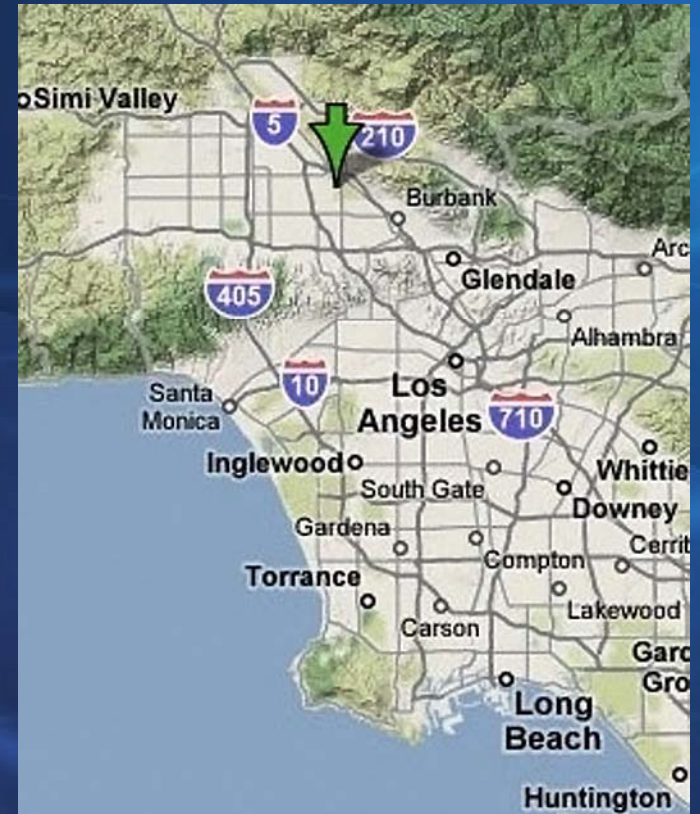 Simi Valley
5
210
Burbank
Arc
Glendale
405
Alhambra
10
Santa
Monica
Los
Angeles
710
Inglewood
Whittie
South Gate
Downey
Gardena
Cerrit
Compton
Torrance
Lakewood
Carson
Gard
Gro
Long
Beach
Huntington